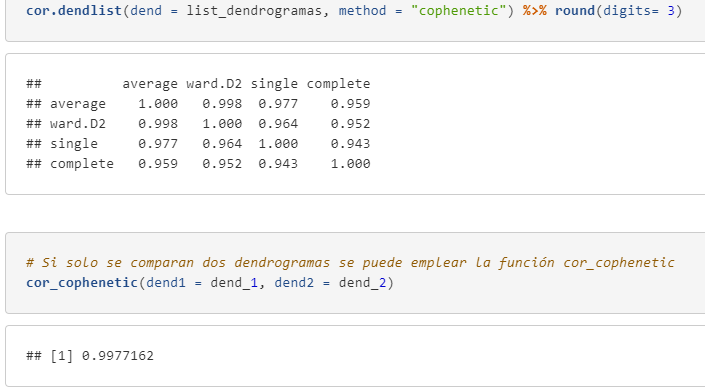 cor.dendlist(dend = list_dendrogramas, method = "cophenetic") %>% round(digits= 3)
##          average ward.D2 single complete
## average    1.000   0.998  0.977    0.959
## ward.D2    0.998   1.000  0.964    0.952
## single     0.977   0.964  1.000    0.943
## complete   0.959   0.952  0.943    1.000
# Si solo se comparan dos dendrogramas se puede emplear la función cor_cophenetic
cor_cophenetic(dend1 = dend_1, dend2 = dend_2)
## [1] 0.9977162